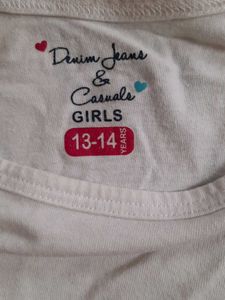 Denim Jeans
&
Casuals
GIRLS
13-14 YEARS